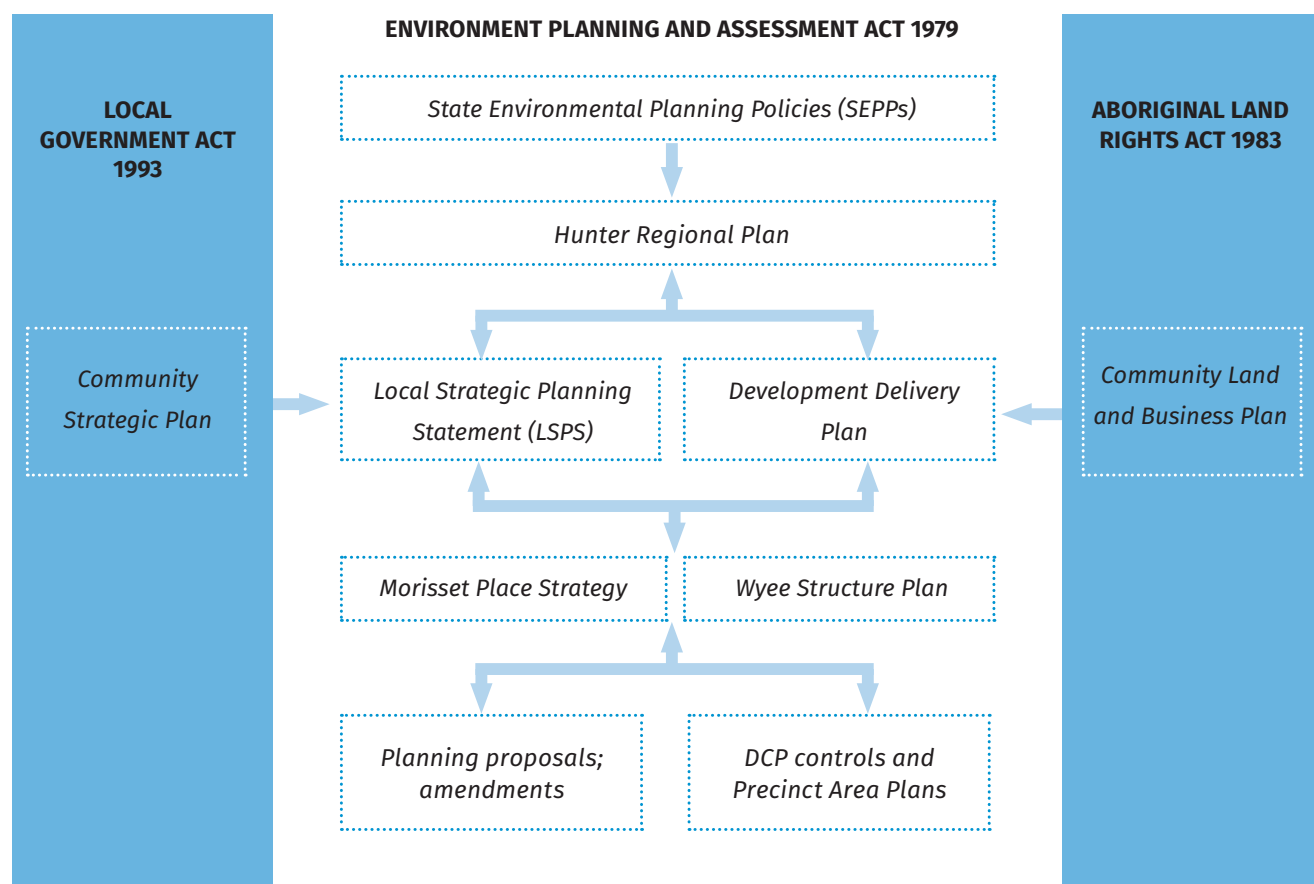 ENVIRONMENT PLANNING AND ASSESSMENT ACT 1979
LOCAL
GOVERNMENT ACT
1993
State Environmental Planning Policies (SEPPs)
ABORIGINAL LAND
RIGHTS ACT 1983
Hunter Regional Plan
Community
Strategic Plan
Local Strategic Planning
Statement (LSPS)
Development Delivery
Plan
Community Land
and Business Plan
Morisset Place Strategy
Wyee Structure Plan
Planning proposals;
amendments
DCP controls and
Precinct Area Plans